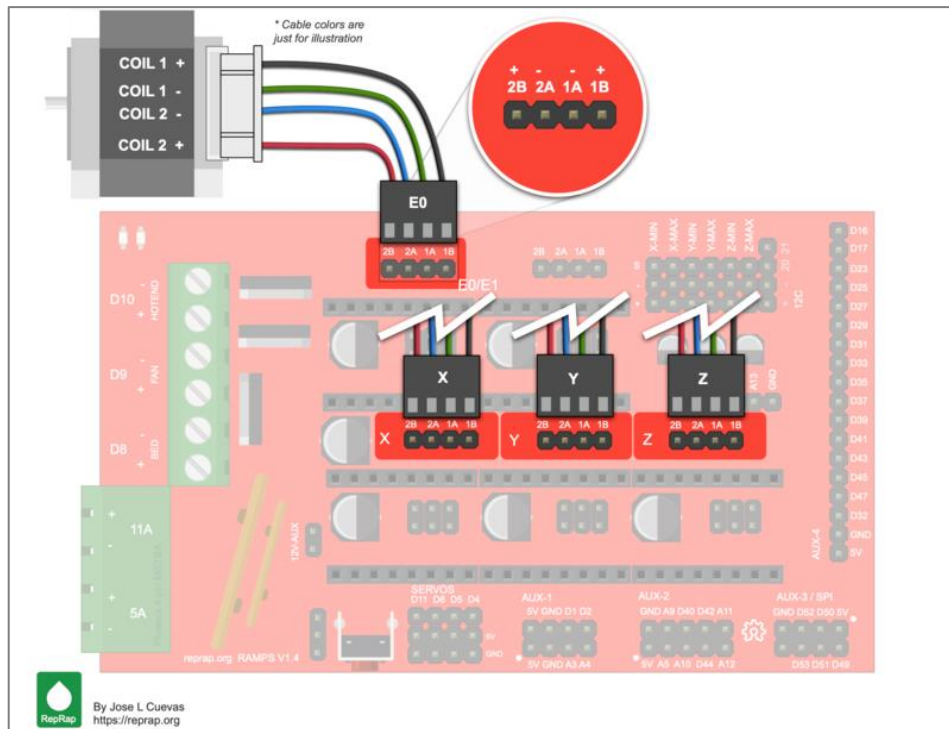 * Cable colors are
just for illustration
COIL 1 +
COIL 1 -
COIL 2 -
COIL 2 +
+ - - +
2B 2A 1A 1B
E0
2B 2A 1A 1B
2B 2A 1A 1B
E0/E1
X-MIN
X-MAX
Y-MIN
Y-MAX
Z-MIN
Z-MAX
S
-
+
20 21
I2C
D10
- +
HOTEND
D9
- +
FAN
D8
- +
BED
X
Y
Z
2B 2A 1A 1B
2B 2A 1A 1B
2B 2A 1A 1B
X
Y
Z
A13
GND
D16
D17
D23
D25
D27
D29
D31
D33
D35
D37
D39
D41
D43
D45
D47
D32
GND
5V
AUX-4
+
11A
-
+
5A
-
12V-AUX
SERVOS
D11 D6 D5 D4
5V
GND
AUX-1
5V GND D1 D2
5V GND A3 A4
AUX-2
GND A9 D40 D42 A11
5V A5 A10 D44 A12
AUX-3 / SPI
GND D52 D50 5V
D53 D51 D49
reprap.org RAMPS V1.4
RepRap
By Jose L Cuevas
https://reprap.org